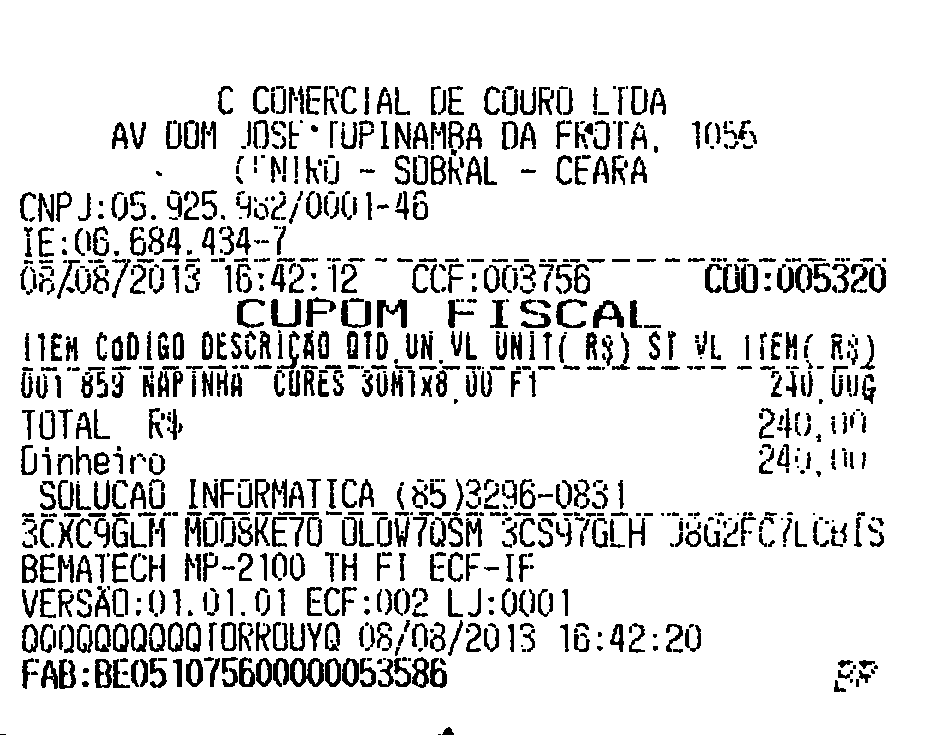 C COMERCIAL DE COURO LTDA
AV DOM JOSE TUPINAMBA DA FROTA, 1056
CENTRO - SOBRAL - CEARA
CNPJ:05.925.982/0001-46
IE:06.684.434-7
08/08/2013 16:42:12 CCF:003756 COO:005320
CUPOM FISCAL
ITEM CODIGO DESCRIÇÃO QTD.UN.VL UNIT( R$) ST VL ITEM( R$)
001 859 NAPINHA CORES 30MTx8,00 F1 240,00G
TOTAL R$ 240,00
Dinheiro 240,00
SOLUCAO INFORMATICA (85)3296-0831
3CXC9GLM MOD8KE7O OLOW7QSM 3CS97GLH J8G2FC7LC8IS
BEMATECH MP-2100 TH FI ECF-IF
VERSÃO:01.01.01 ECF:002 LJ:0001
QQQQQQQQQQTORROUYQ 08/08/2013 16:42:20
FAB:BE0510756000000053586